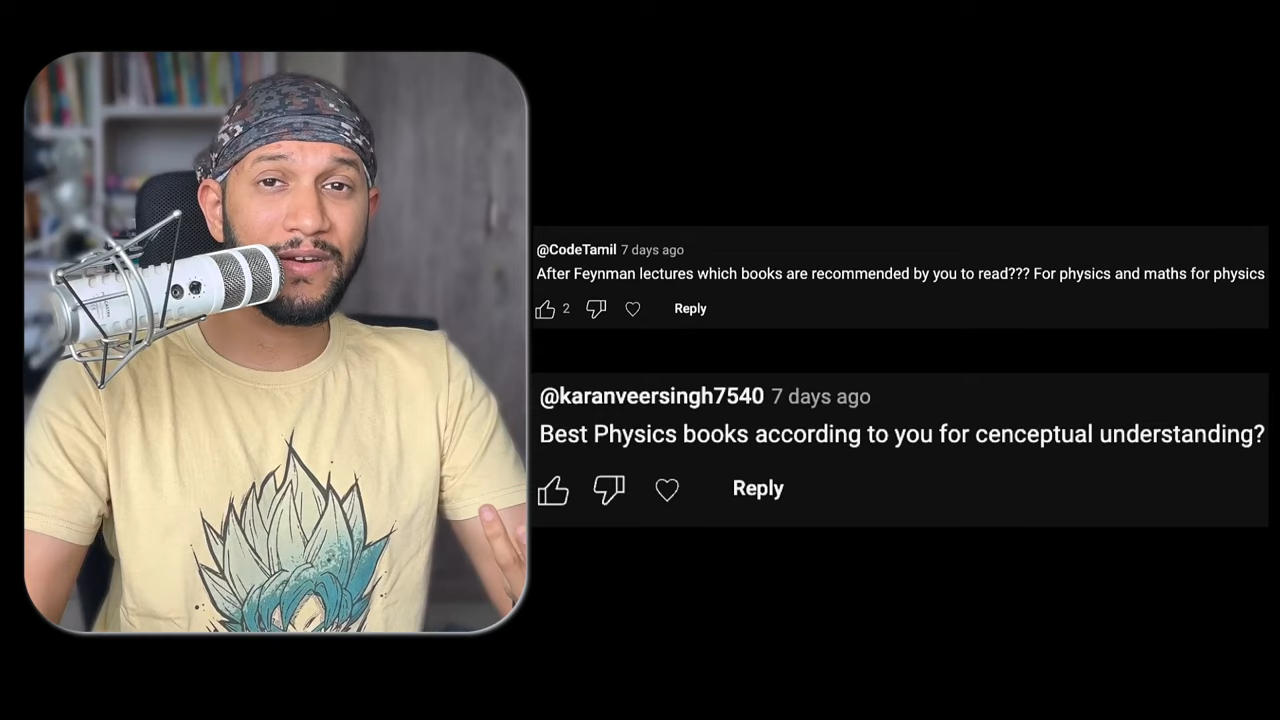 @CodeTamil 7 days ago
After Feynman lectures which books are recommended by you to read??? For physics and maths for physics
2
Reply
@karanveersingh7540 7 days ago
Best Physics books according to you for cenceptual understanding?
Reply